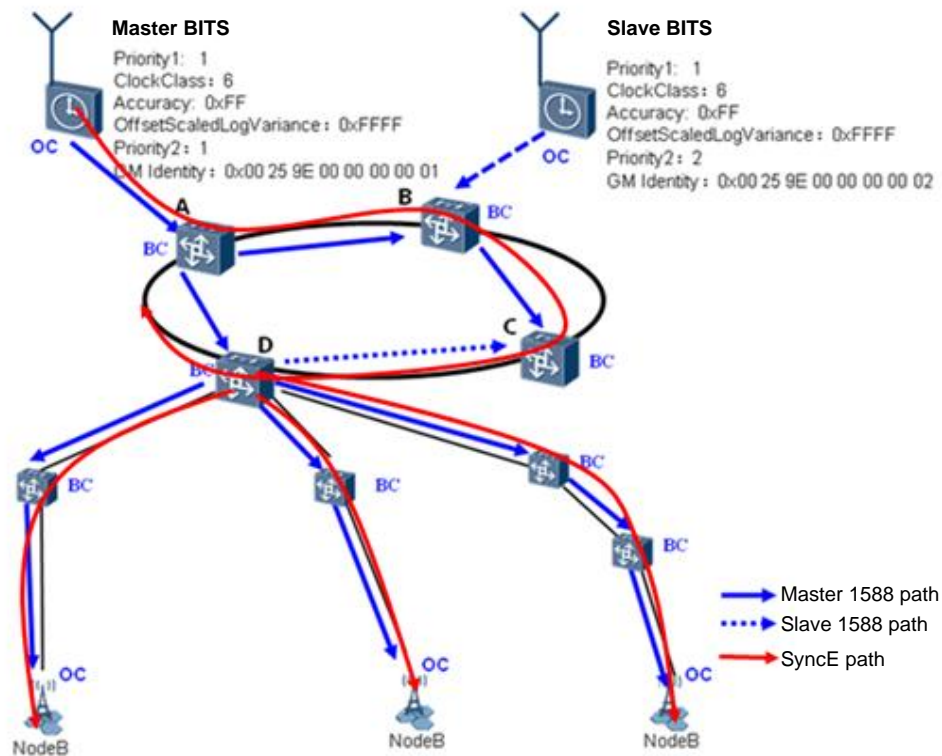 Master BITS
Priority1: 1
ClockClass: 6
Accuracy: 0xFF
OffsetScaledLogVariance: 0xFFFF
Priority2: 1
GM Identity: 0x00 25 9E 00 00 00 00 01
OC
Slave BITS
Priority1: 1
ClockClass: 6
Accuracy: 0xFF
OffsetScaledLogVariance: 0xFFFF
Priority2: 2
GM Identity: 0x00 25 9E 00 00 00 00 02
OC
A
B
BC
BC
C
D
BC
BC
BC
BC
BC
BC
Master 1588 path
Slave 1588 path
SyncE path
OC
OC
OC
NodeB
NodeB
NodeB